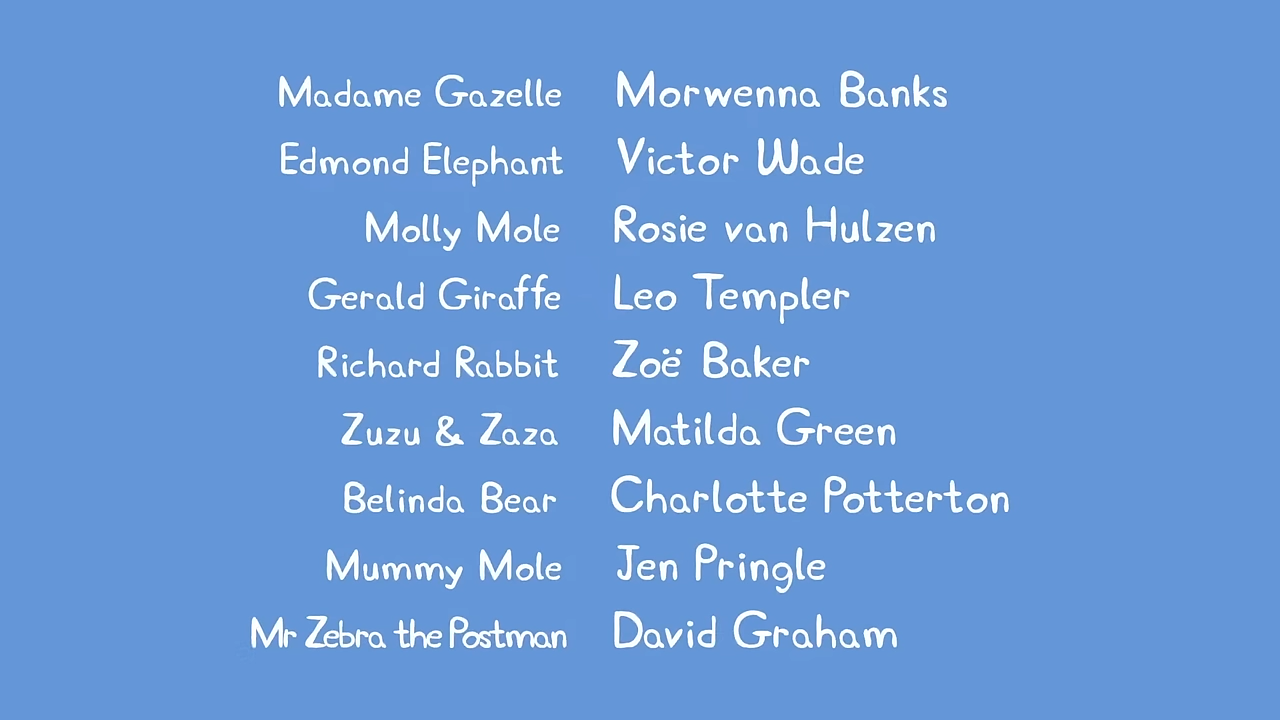 Madame Gazelle Morwenna Banks
Edmond Elephant Victor Wade
Molly Mole Rosie van Hulzen
Gerald Giraffe Leo Templer
Richard Rabbit Zoë Baker
Zuzu & Zaza Matilda Green
Belinda Bear Charlotte Potterton
Mummy Mole Jen Pringle
Mr Zebra the Postman David Graham